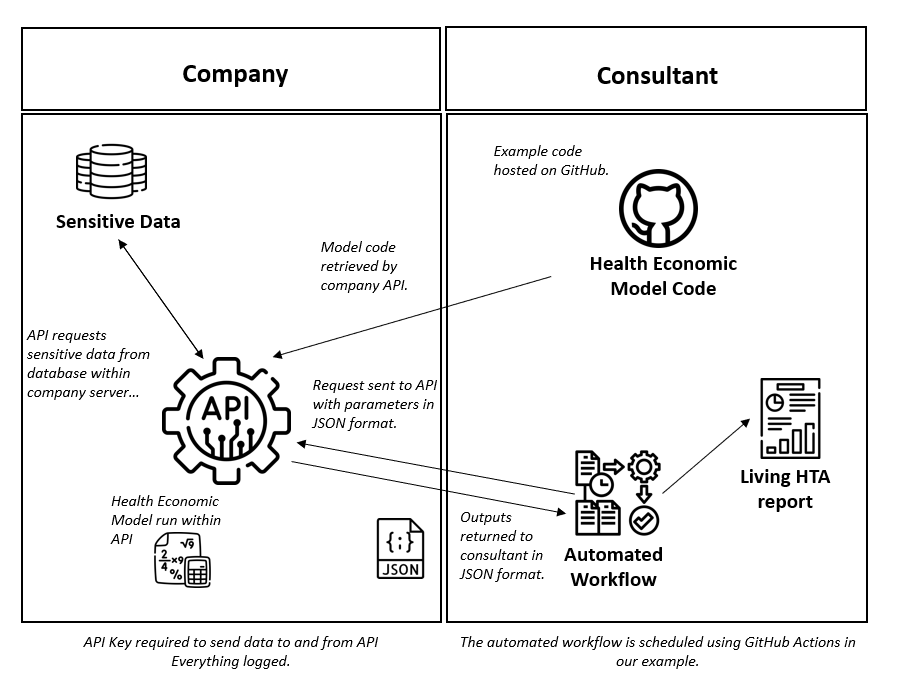 Company
Consultant
Example code
hosted on GitHub.
Sensitive Data
Model code
retrieved by
company API.
Health Economic
Model Code
API requests
sensitive data from
database within
company server…
API
Request sent to API
with parameters in
JSON format.
Living HTA
report
Health Economic
Model run within
API
√9
2
4
x9
%
{;}
JSON
Outputs
returned to
consultant in
JSON format.
Automated
Workflow
API Key required to send data to and from API
Everything logged.
The automated workflow is scheduled using GitHub Actions in
our example.